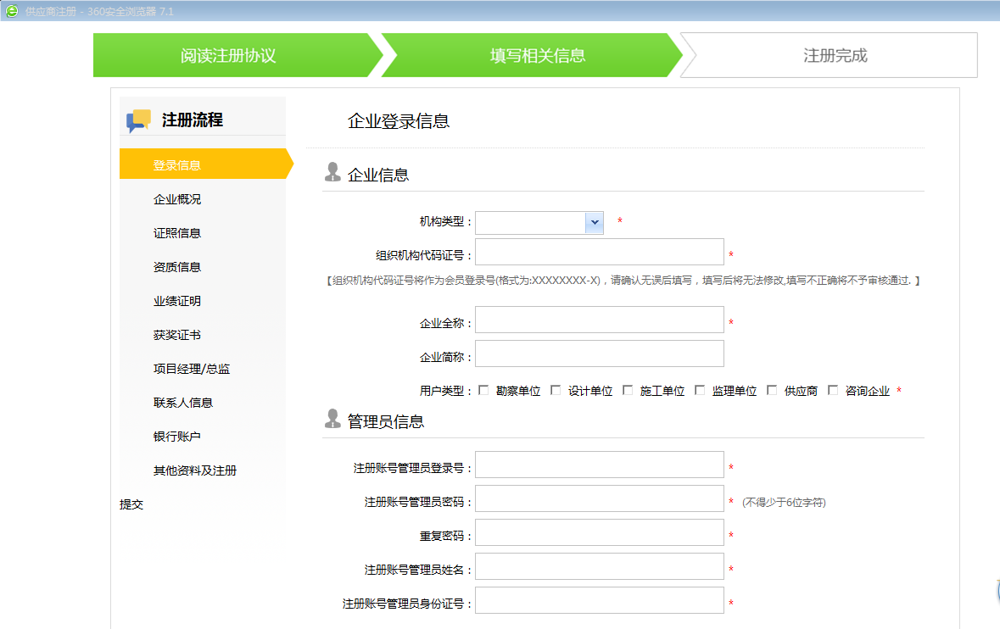 供应商注册 - 360安全浏览器 7.1
阅读注册协议
填写相关信息
注册完成
注册流程
登录信息
企业概况
证照信息
资质信息
业绩证明
获奖证书
项目经理/总监
联系人信息
银行账户
其他资料及注册
提交
企业登录信息
企业信息
机构类型： *
组织机构代码证号： *
【组织机构代码证号将作为会员登录号(格式为:XXXXXXXX-X)，请确认无误后填写，填写后将无法修改,填写不正确将不予审核通过. 】
企业全称： *
企业简称：
用户类型： 勘察单位 设计单位 施工单位 监理单位 供应商 咨询企业 *
管理员信息
注册账号管理员登录号： *
注册账号管理员密码： * (不得少于6位字符)
重复密码： *
注册账号管理员姓名： *
注册账号管理员身份证号： *